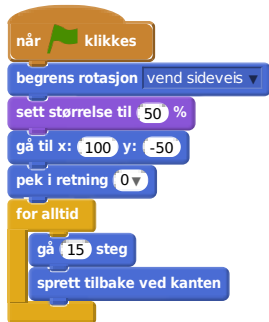 når klikkes
begrens rotasjon vend sideveis
sett størrelse til 50 %
gå til x: 100 y: -50
pek i retning 0
for alltid
gå 15 steg
sprett tilbake ved kanten